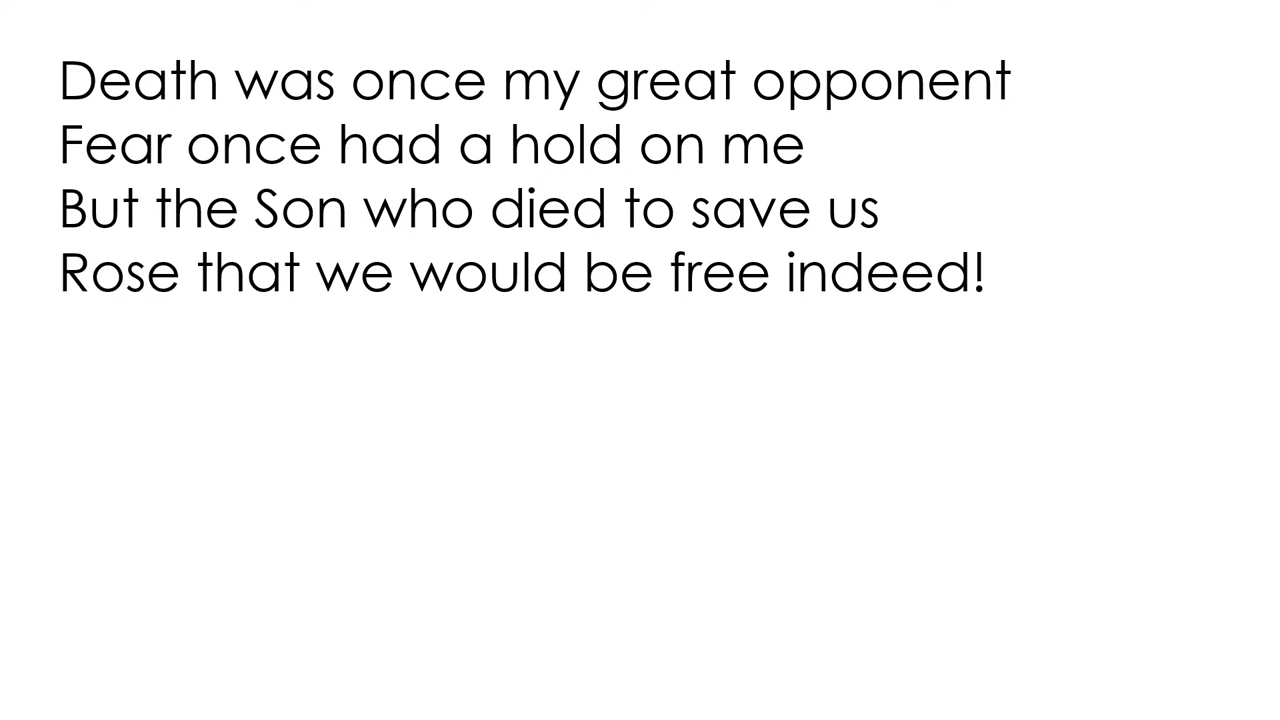 Death was once my great opponent
Fear once had a hold on me
But the Son who died to save us
Rose that we would be free indeed!